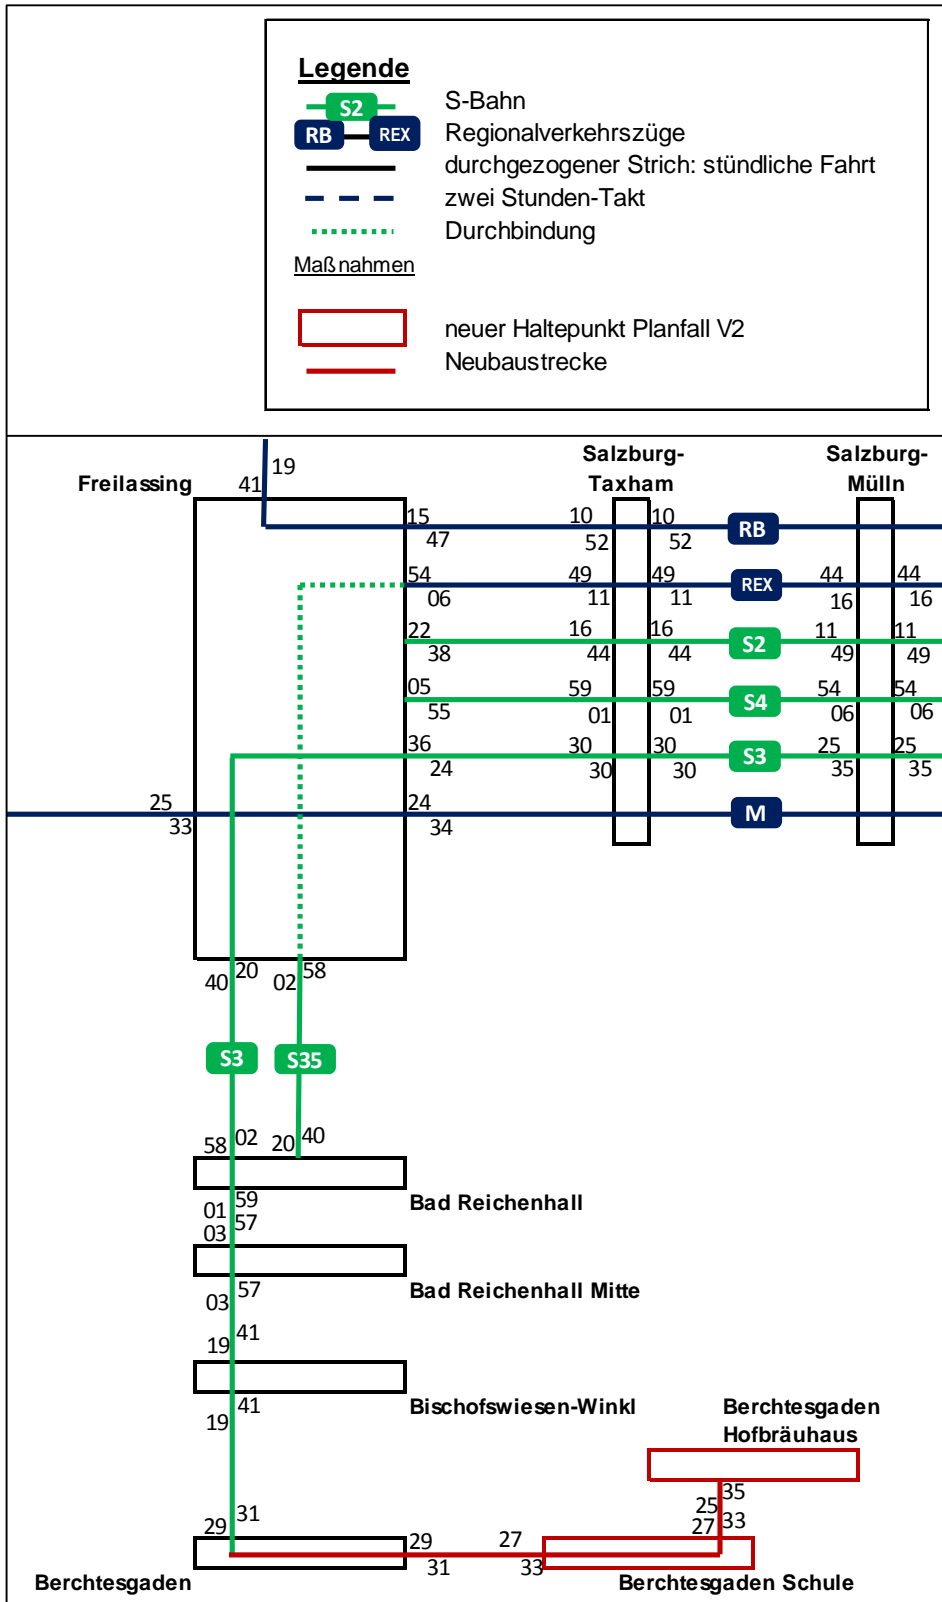 Legende
S2
S-Bahn
RB REX
Regionalverkehrszüge
durchgezogener Strich: stündliche Fahrt
zwei Stunden-Takt
Durchbindung
Maßnahmen
neuer Haltepunkt Planfall V2
Neubaustrecke
Freilassing
Salzburg-
Taxham
Salzburg-
Mülln
41 19
15 10 10
RB
47 52 52
54 49 49 44 44
REX
06 11 11 16 16
22 16 16 11 11
S2
38 44 44 49 49
05 59 59 54 54
S4
55 01 01 06 06
36 30 30 25 25
S3
24 30 30 35 35
25 24
M
33 34
40 20 02 58
S3 S35
58 02 20 40
Bad Reichenhall
01 59
03 57
Bad Reichenhall Mitte
03 57
19 41
Bischofswiesen-Winkl
19 41
Berchtesgaden
Hofbräuhaus
25 35
27 33
29 31
29 27
31 33
Berchtesgaden
Berchtesgaden Schule